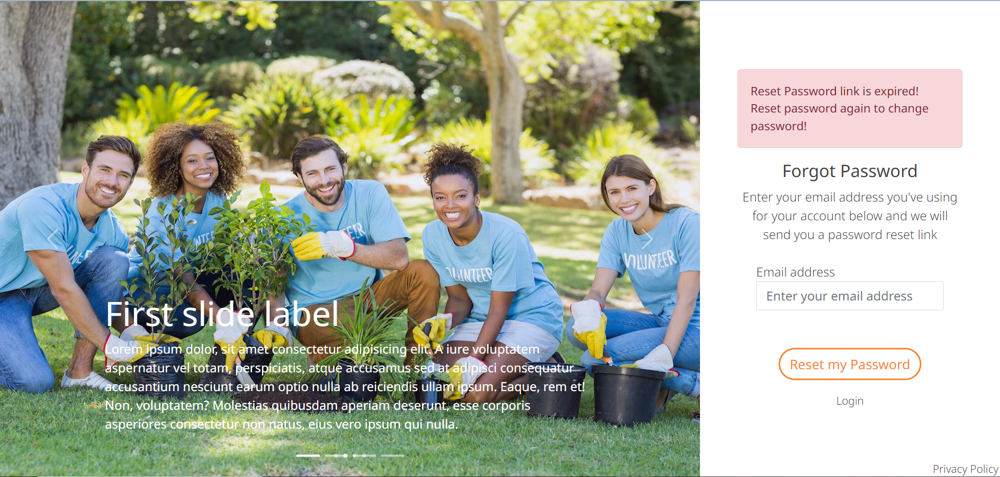 VOLUNTEER
First slide label
Lorem ipsum dolor, sit amet consectetur adipisicing elit. A iure voluptatem
aspernatur vel totam, perspiciatis, atque accusamus sed at adipisci consequatur
accusantium nesciunt earum optio nulla ab reiciendis ullam ipsum. Eaque, rem et!
Non, voluptatem? Molestias quibusdam aperiam deserunt, esse corporis
asperiores consectetur non natus, eius vero ipsum qui nulla.
Reset Password link is expired!
Reset password again to change
password!
Forgot Password
Enter your email address you've using
for your account below and we will
send you a password reset link
Email address
Enter your email address
Reset my Password
Login
Privacy Policy